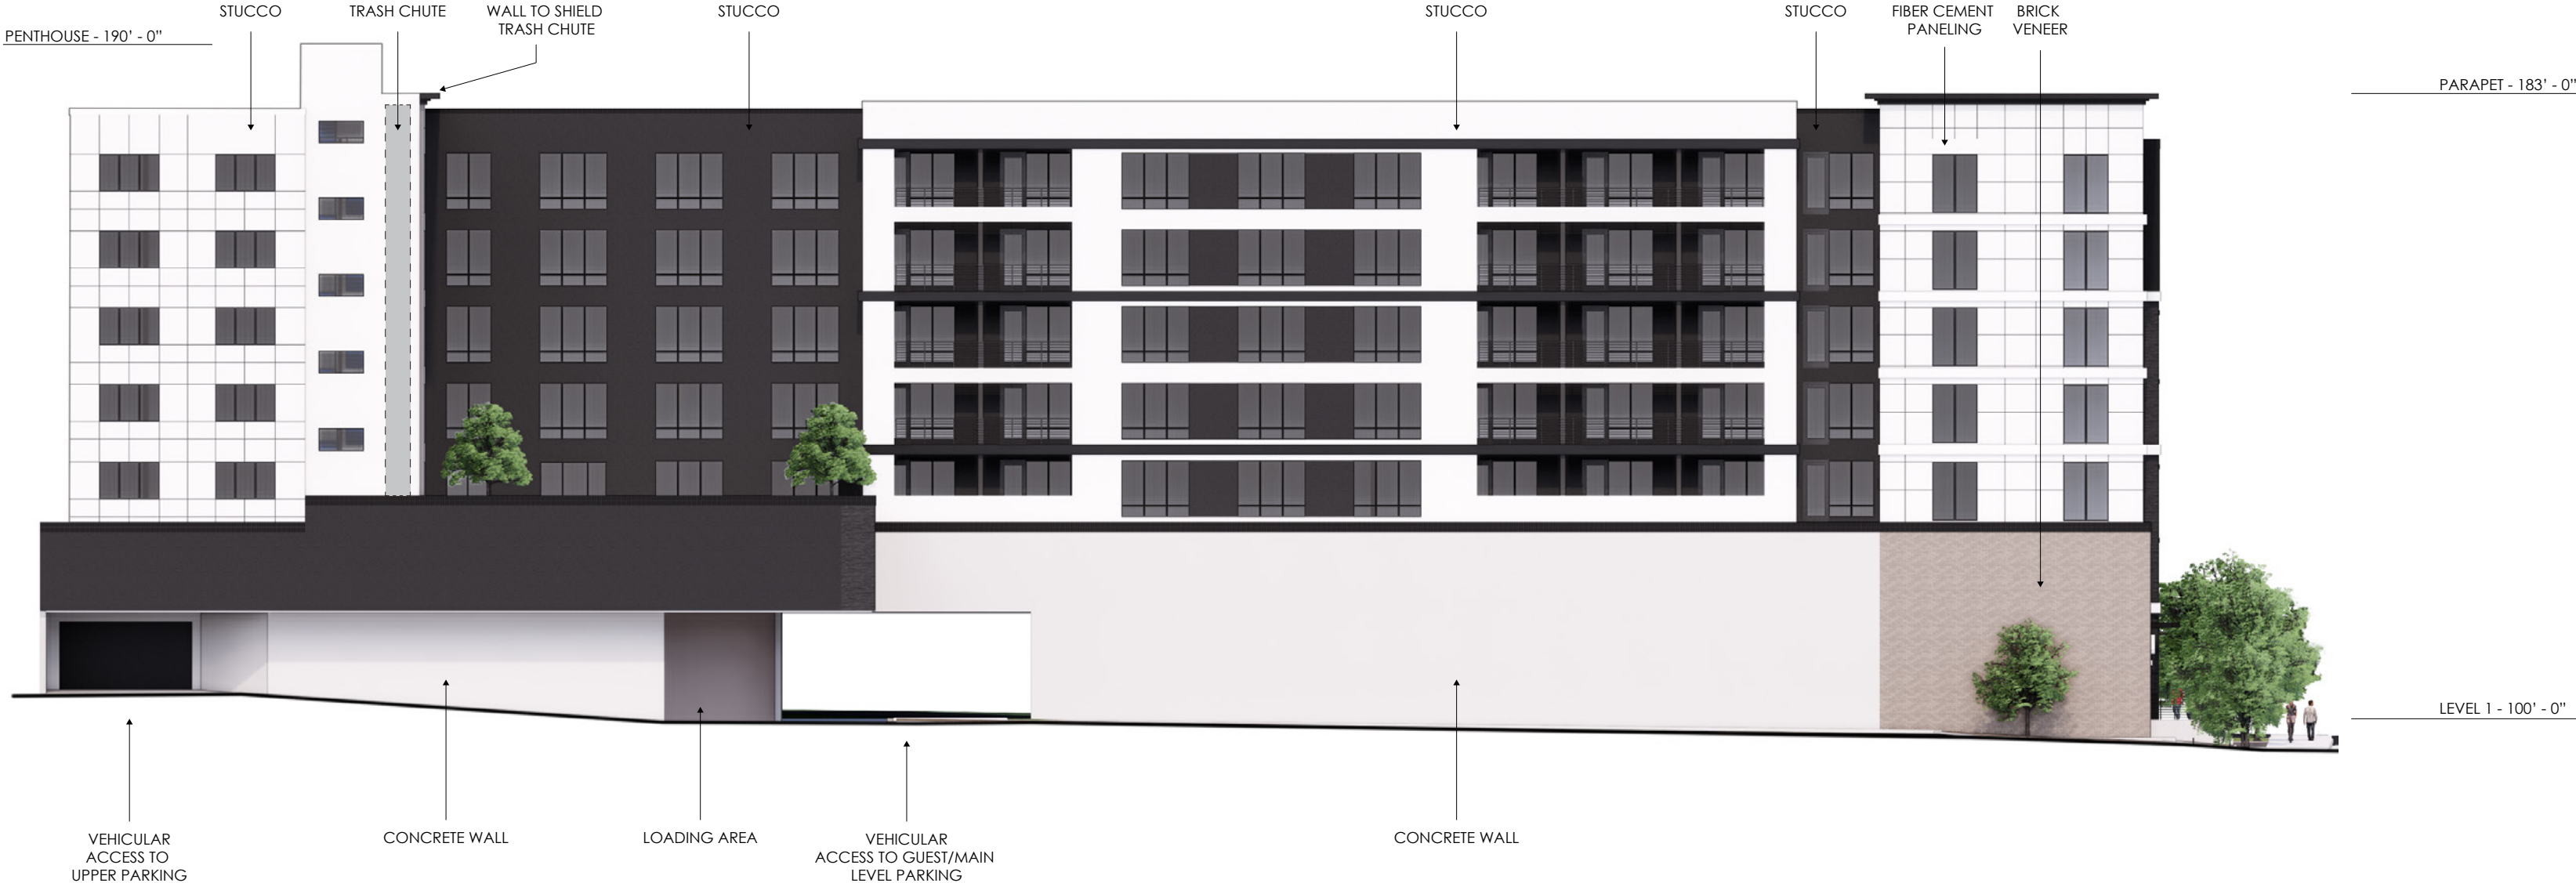 STUCCO
TRASH CHUTE
WALL TO SHIELD
TRASH CHUTE
STUCCO
STUCCO
STUCCO
FIBER CEMENT
PANELING
BRICK
VENEER
PENTHOUSE - 190' - 0”
PARAPET - 183' - 0”
LEVEL 1 - 100' - 0”
VEHICULAR
ACCESS TO
UPPER PARKING
CONCRETE WALL
LOADING AREA
VEHICULAR
ACCESS TO GUEST/MAIN
LEVEL PARKING
CONCRETE WALL